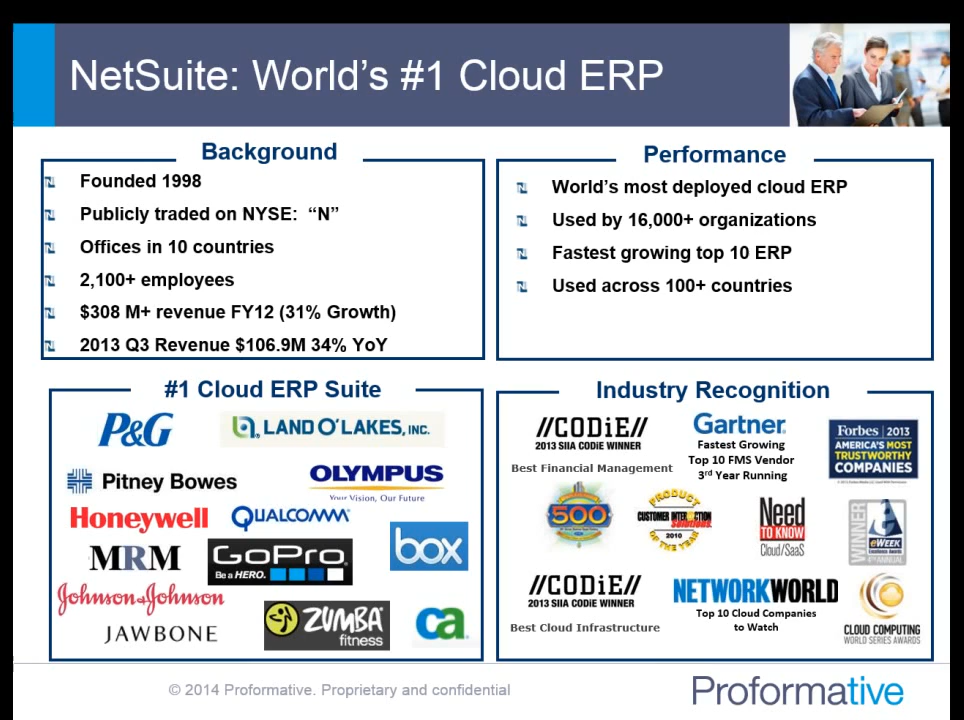 NetSuite: World's #1 Cloud ERP
Background
Founded 1998
Publicly traded on NYSE: “N”
Offices in 10 countries
2,100+ employees
$308 M+ revenue FY12 (31% Growth)
2013 Q3 Revenue $106.9M 34% YoY
Performance
World's most deployed cloud ERP
Used by 16,000+ organizations
Fastest growing top 10 ERP
Used across 100+ countries
#1 Cloud ERP Suite
P&G
LAND O'LAKES, INC.
Pitney Bowes
OLYMPUS
Your Vision, Our Future
Honeywell
QUALCOMM
box
MRM
GoPro
Be a HERO.
Johnson & Johnson
JAWBONE
ZUMBA
fitness
ca
Industry Recognition
//CODiE//
2013 SIIA CODiE WINNER
Best Financial Management
Gartner
Fastest Growing
Top 10 FMS Vendor
3rd Year Running
Forbes 2013
AMERICA'S MOST
TRUSTWORTHY
COMPANIES
500
PRODUCT
CUSTOMER INTER@CTION
Solutions
2010
OF THE YEAR
Need
TO KNOW
Cloud/SaaS
WINNER
eWEEK
Excellence Awards
//CODiE//
2013 SIIA CODiE WINNER
Best Cloud Infrastructure
NETWORKWORLD
Top 10 Cloud Companies
to Watch
CLOUD COMPUTING
WORLD SERIES AWARDS
© 2014 Proformative. Proprietary and confidential
Proformative